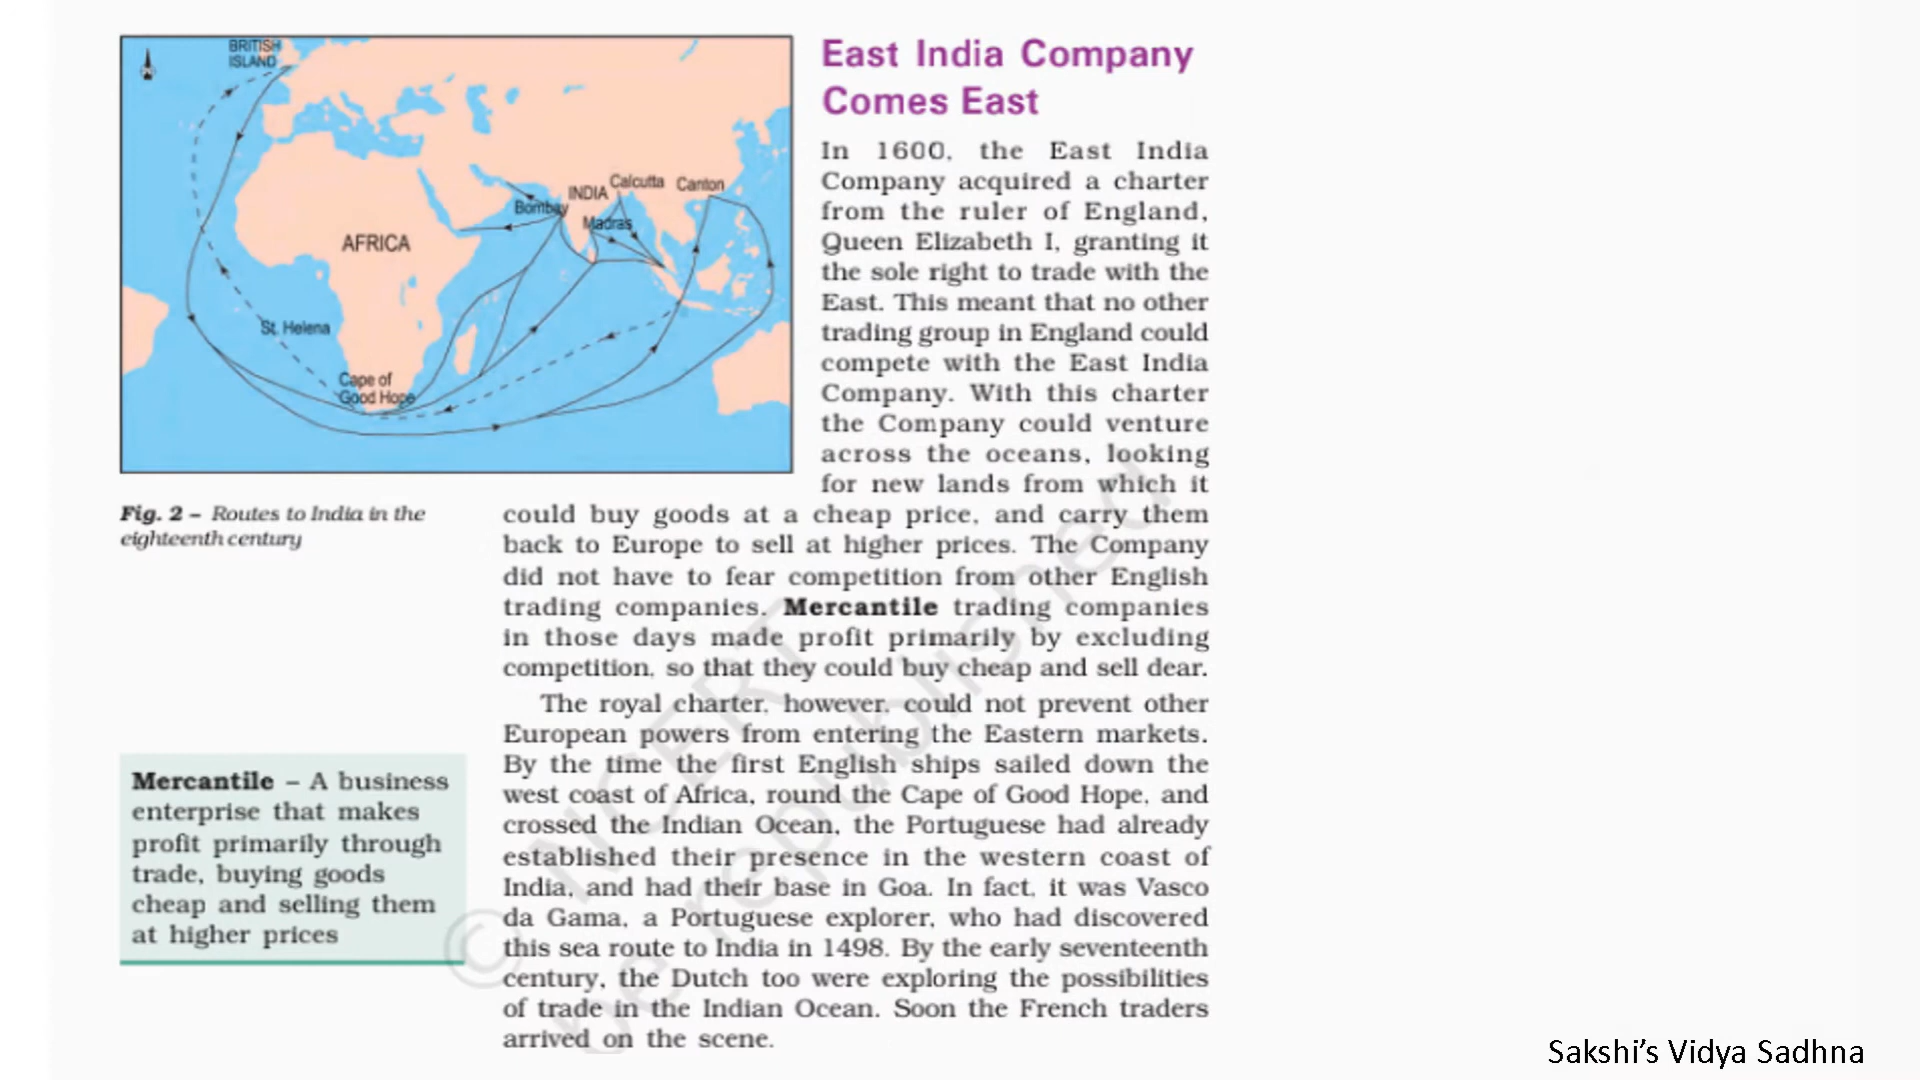 BRITISH
ISLAND
AFRICA
St. Helena
Cape of
Good Hope
INDIA
Bombay
Calcutta
Madras
Canton
Fig. 2 – Routes to India in the
eighteenth century
East India Company
Comes East
In 1600, the East India
Company acquired a charter
from the ruler of England,
Queen Elizabeth I, granting it
the sole right to trade with the
East. This meant that no other
trading group in England could
compete with the East India
Company. With this charter
the Company could venture
across the oceans, looking
for new lands from which it
could buy goods at a cheap price, and carry them
back to Europe to sell at higher prices. The Company
did not have to fear competition from other English
trading companies. Mercantile trading companies
in those days made profit primarily by excluding
competition, so that they could buy cheap and sell dear.
The royal charter, however, could not prevent other
European powers from entering the Eastern markets.
By the time the first English ships sailed down the
west coast of Africa, round the Cape of Good Hope, and
crossed the Indian Ocean, the Portuguese had already
established their presence in the western coast of
India, and had their base in Goa. In fact, it was Vasco
da Gama, a Portuguese explorer, who had discovered
this sea route to India in 1498. By the early seventeenth
century, the Dutch too were exploring the possibilities
of trade in the Indian Ocean. Soon the French traders
arrived on the scene.
Mercantile – A business
enterprise that makes
profit primarily through
trade, buying goods
cheap and selling them
at higher prices
© NCERT
be republished
Sakshi's Vidya Sadhna